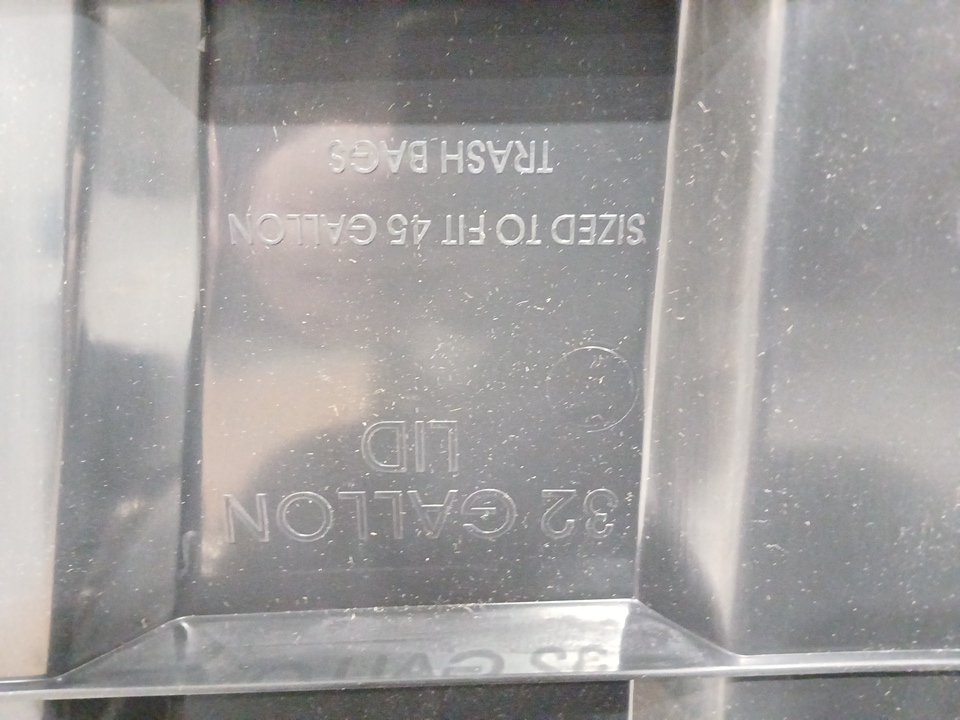 32 GALLON
LID
SIZED TO FIT 45 GALLON
TRASH BAGS